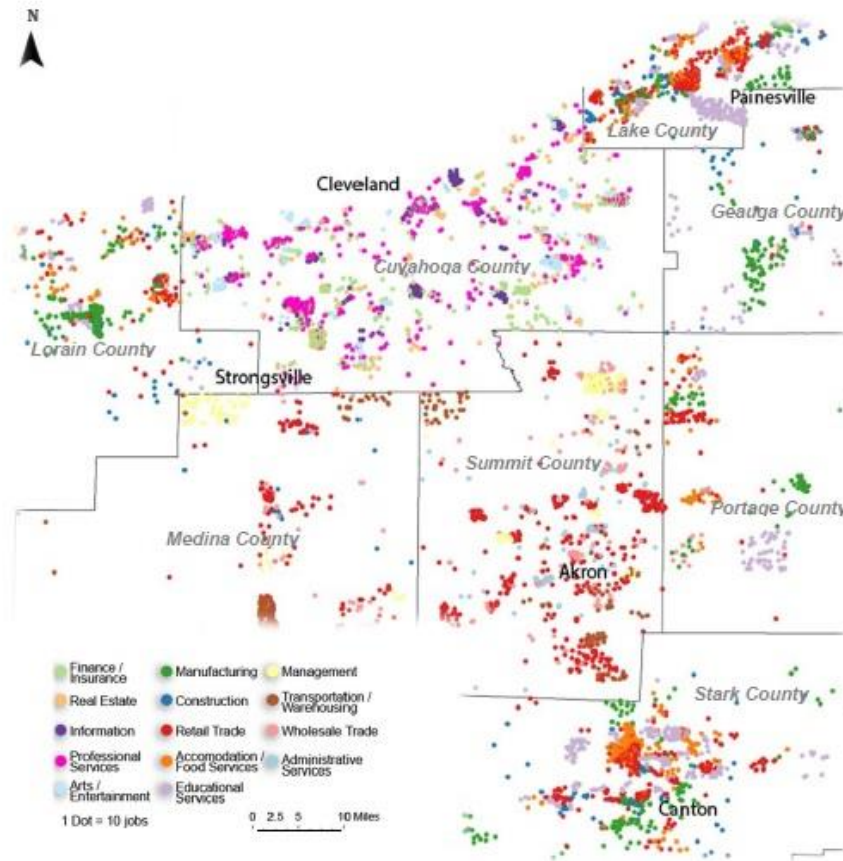 N
Painesville
Lake County
Cleveland
Geauga County
Cuyahoga County
Lorain County
Strongsville
Summit County
Medina County
Portage County
Akron
Finance /
Insurance
Manufacturing
Management
Real Estate
Construction
Transportation /
Warehousing
Information
Retail Trade
Wholesale Trade
Professional
Services
Accomodation /
Food Services
Administrative
Services
Arts /
Entertainment
Educational
Services
1 Dot = 10 jobs
0 2.5 5 10 Miles
Stark County
Canton